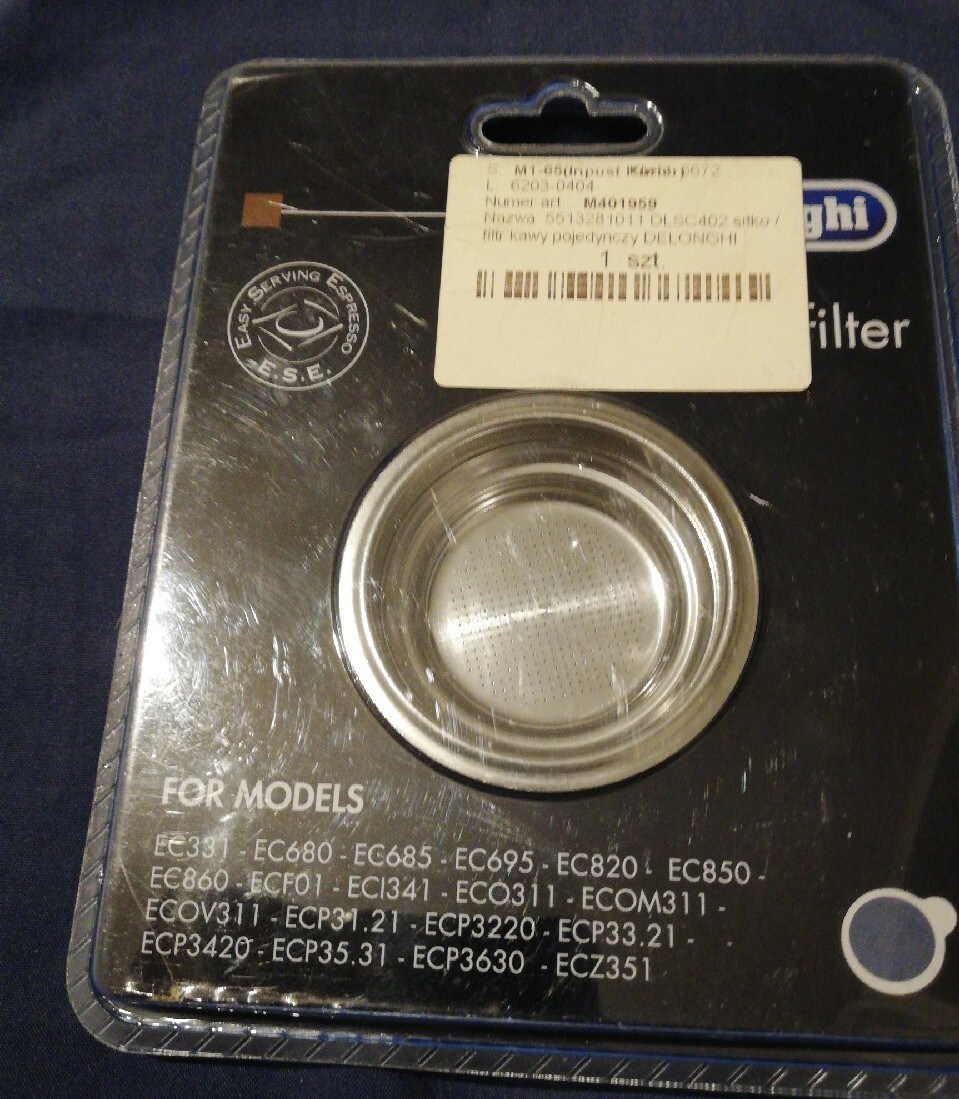 S. M1-65(Inpust
L. 6203-0404
Numer art. M401959
Nazwa 5513281011 DLSC402 sitko /
filtr kawy pojedynczy DELONGHI
1 szt.
ghi
filter
EASY SERVING ESPRESSO
E.S.E.
FOR MODELS
EC331 - EC680 - EC685 - EC695 - EC820 - EC850 -
EC860 - ECF01 - ECI341 - ECO311 - ECOM311 -
ECOV311 - ECP31.21 - ECP3220 - ECP33.21 -
ECP3420 - ECP35.31 - ECP3630 - ECZ351